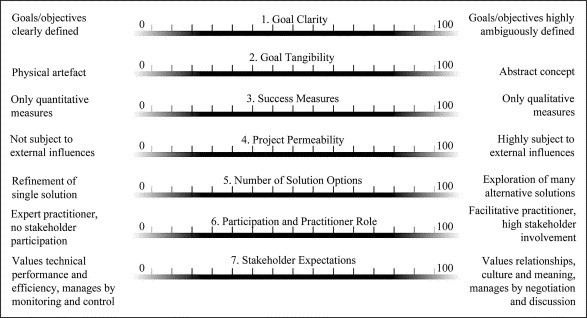 Goals/objectives
clearly defined
0
1. Goal Clarity
100
Goals/objectives highly
ambiguously defined
Physical artefact
0
2. Goal Tangibility
100
Abstract concept
Only quantitative
measures
0
3. Success Measures
100
Only qualitative
measures
Not subject to
external influences
0
4. Project Permeability
100
Highly subject to
external influences
Refinement of
single solution
0
5. Number of Solution Options
100
Exploration of many
alternative solutions
Expert practitioner,
no stakeholder
participation
0
6. Participation and Practitioner Role
100
Facilitative practitioner,
high stakeholder
involvement
Values technical
performance and
efficiency, manages by
monitoring and control
0
7. Stakeholder Expectations
100
Values relationships,
culture and meaning,
manages by negotiation
and discussion